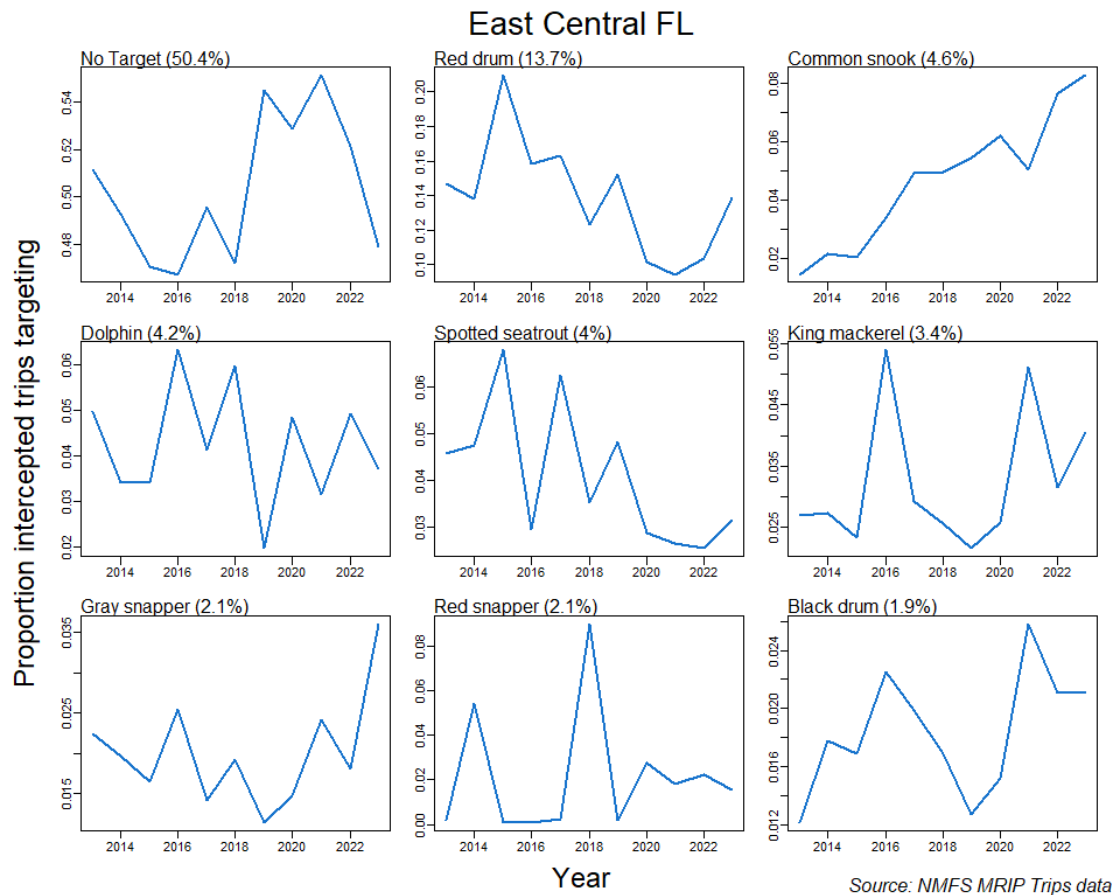 East Central FL
Proportion intercepted trips targeting
No Target (50.4%)
0.54
0.52
0.50
0.48
2014 2016 2018 2020 2022
Red drum (13.7%)
0.20
0.16
0.14
0.12
0.10
2014 2016 2018 2020 2022
Common snook (4.6%)
0.08
0.06
0.04
0.02
2014 2016 2018 2020 2022
Dolphin (4.2%)
0.06
0.05
0.04
0.03
0.02
2014 2016 2018 2020 2022
Spotted seatrout (4%)
0.06
0.05
0.03
2014 2016 2018 2020 2022
King mackerel (3.4%)
0.055
0.045
0.035
0.025
2014 2016 2018 2020 2022
Gray snapper (2.1%)
0.035
0.025
0.015
2014 2016 2018 2020 2022
Red snapper (2.1%)
0.08
0.06
0.04
0.02
0.00
2014 2016 2018 2020 2022
Black drum (1.9%)
0.024
0.020
0.016
0.012
2014 2016 2018 2020 2022
Year
Source: NMFS MRIP Trips data